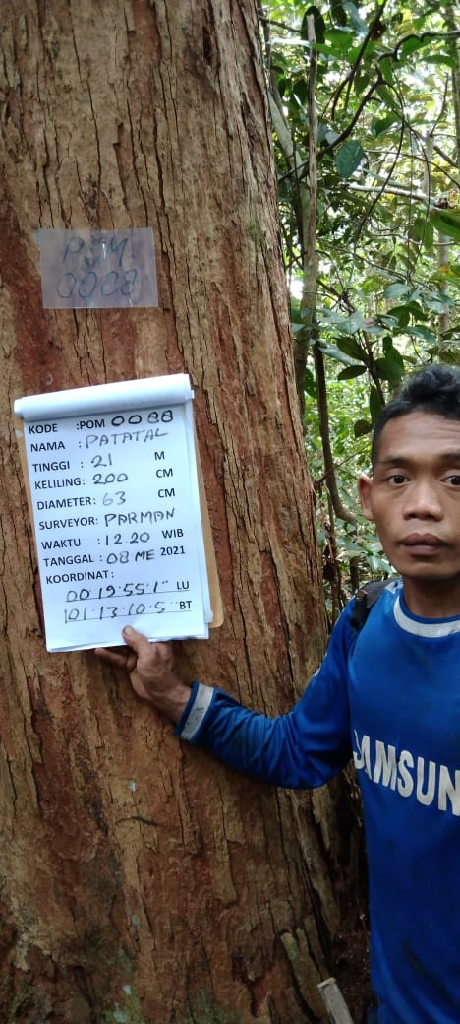 PSM
0008
KODE :POM 0008
NAMA :PATATAL
TINGGI : 21 M
KELILING: 200 CM
DIAMETER: 63 CM
SURVEYOR: PARMAN
WAKTU :12.20 WIB
TANGGAL :08 ME 2021
KOORDINAT:
00°19'55.1" LU
101°13'10.5" BT
SAMSUN